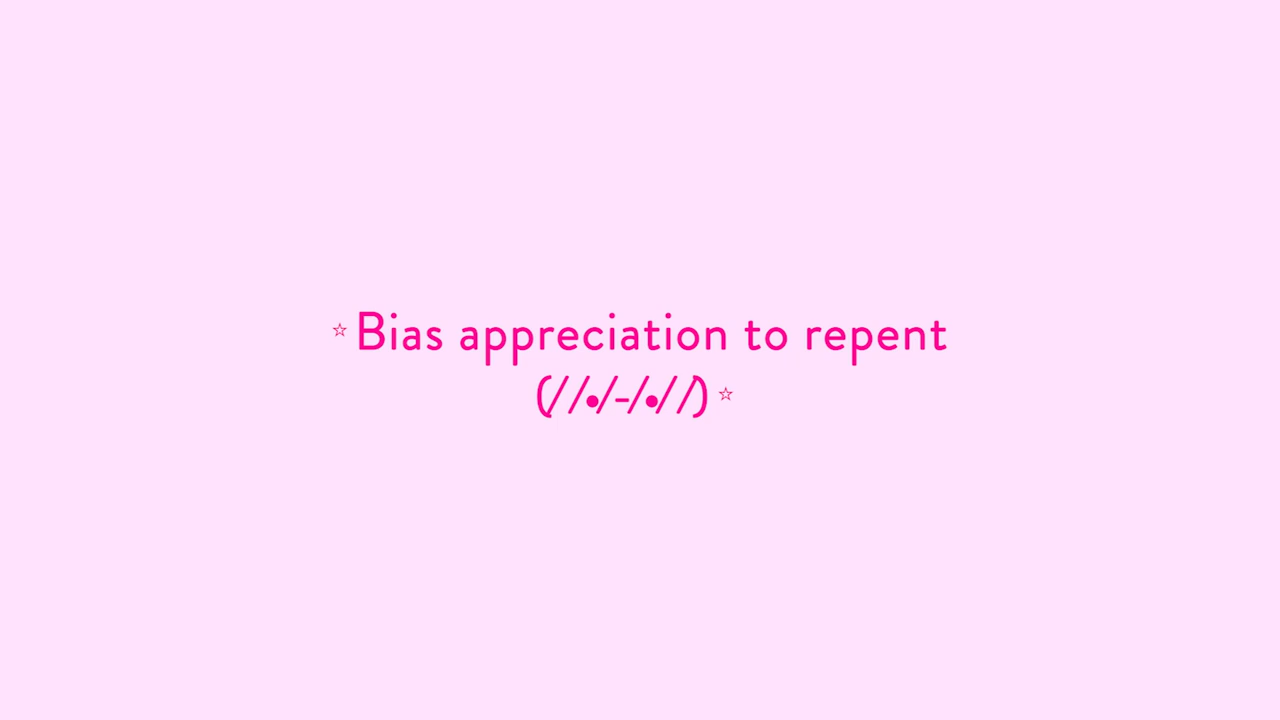 ☆ Bias appreciation to repent
(//•/-/•//) ☆